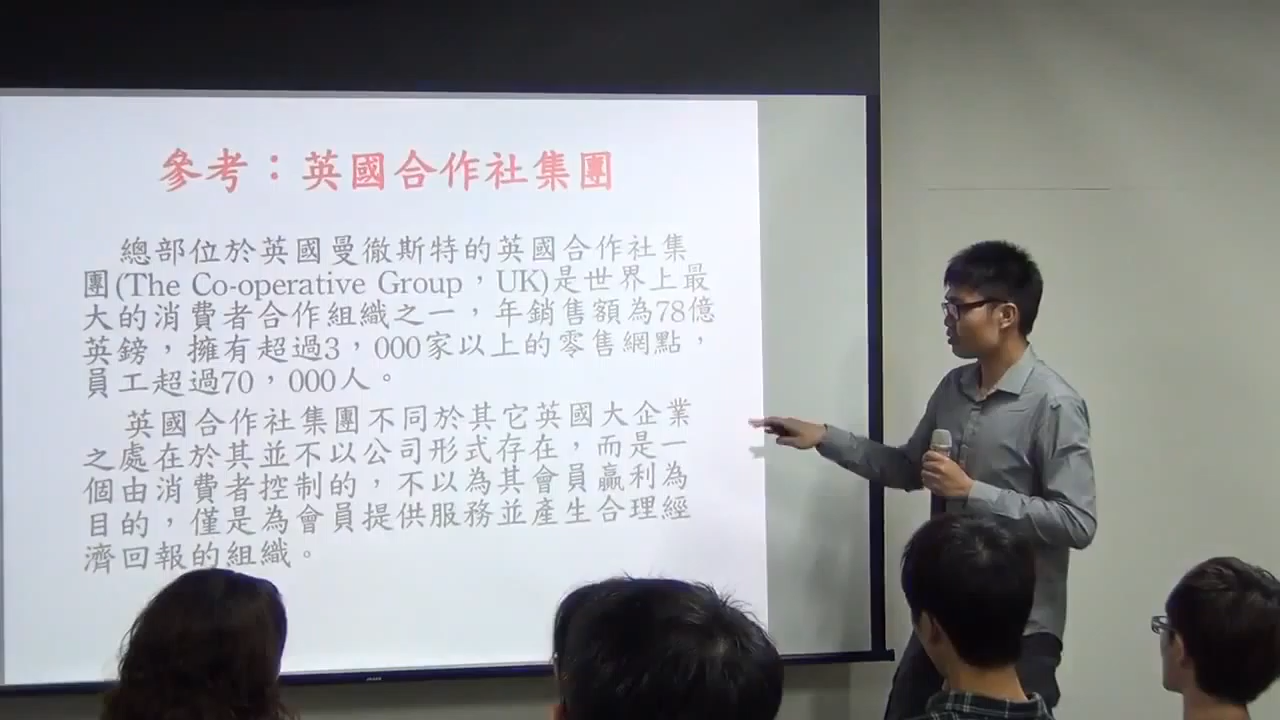 參考：英國合作社集團
總部位於英國曼徹斯特的英國合作社集
團(The Co-operative Group，UK)是世界上最
大的消費者合作組織之一，年銷售額為78億
英鎊，擁有超過3，000家以上的零售網點，
員工超過70，000人。
英國合作社集團不同於其它英國大企業
之處在於其並不以公司形式存在，而是一
個由消費者控制的，不以為其會員贏利為
目的，僅是為會員提供服務並產生合理經
濟回報的組織。